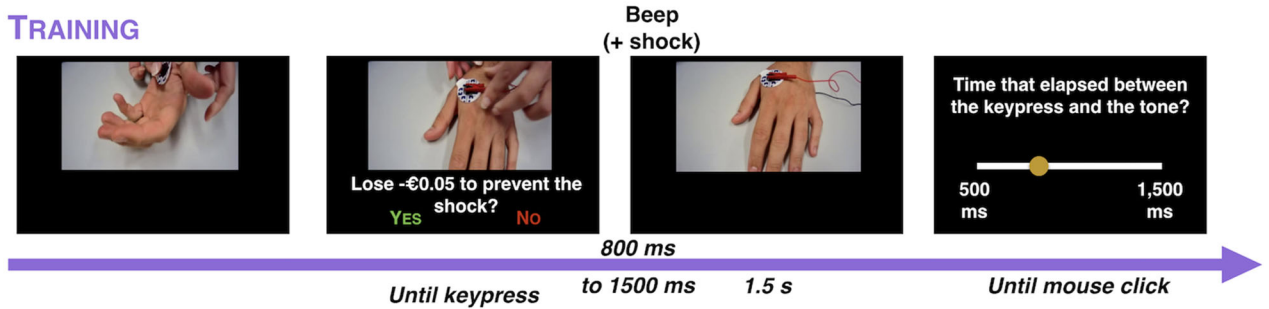 TRAINING
Beep
(+ shock)
Lose -€0.05 to prevent the
shock?
YES NO
Time that elapsed between
the keypress and the tone?
500
ms
1,500
ms
800 ms
to 1500 ms
Until keypress
1.5 s
Until mouse click